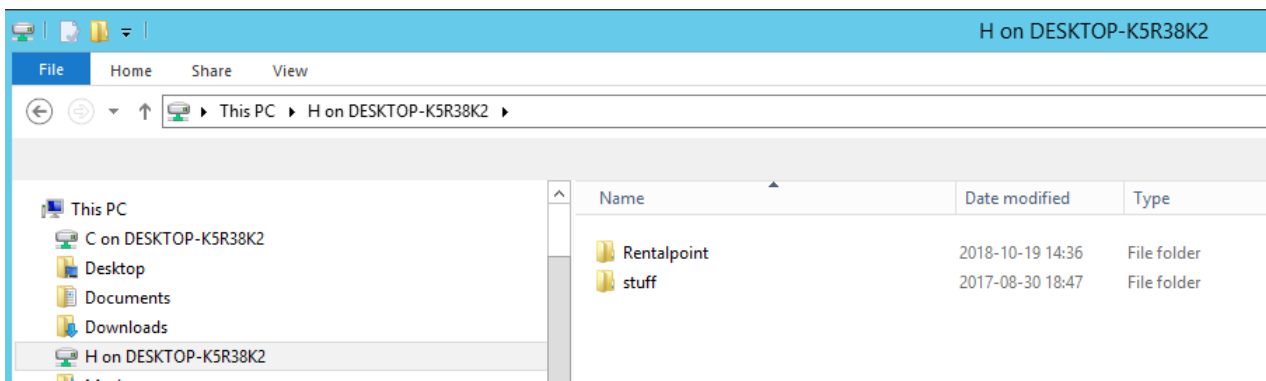 H on DESKTOP-K5R38K2
File Home Share View
This PC H on DESKTOP-K5R38K2
This PC
C on DESKTOP-K5R38K2
Desktop
Documents
Downloads
H on DESKTOP-K5R38K2
Name Date modified Type
Rentalpoint 2018-10-19 14:36 File folder
stuff 2017-08-30 18:47 File folder